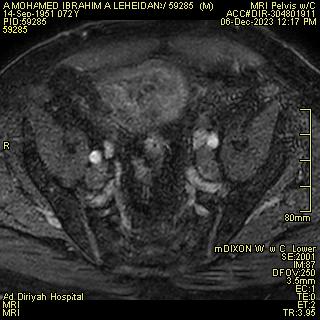 A MOHAMED IBRAHIM A LEHEIDAN:/ 59285 (M)
MRI Pelvis w/C
14-Sep-1951 072Y
ACC#DIR-304801911
PID:59285
06-Dec-2023 12:17 PM
59285
R
80mm
mDIXON W w C Lower
SE:2001
IM:87
DFOV:250
3.5mm
EC:1
Ad Diriyah Hospital
TE:0
MRI
ET:2
MRI
TR:3.95